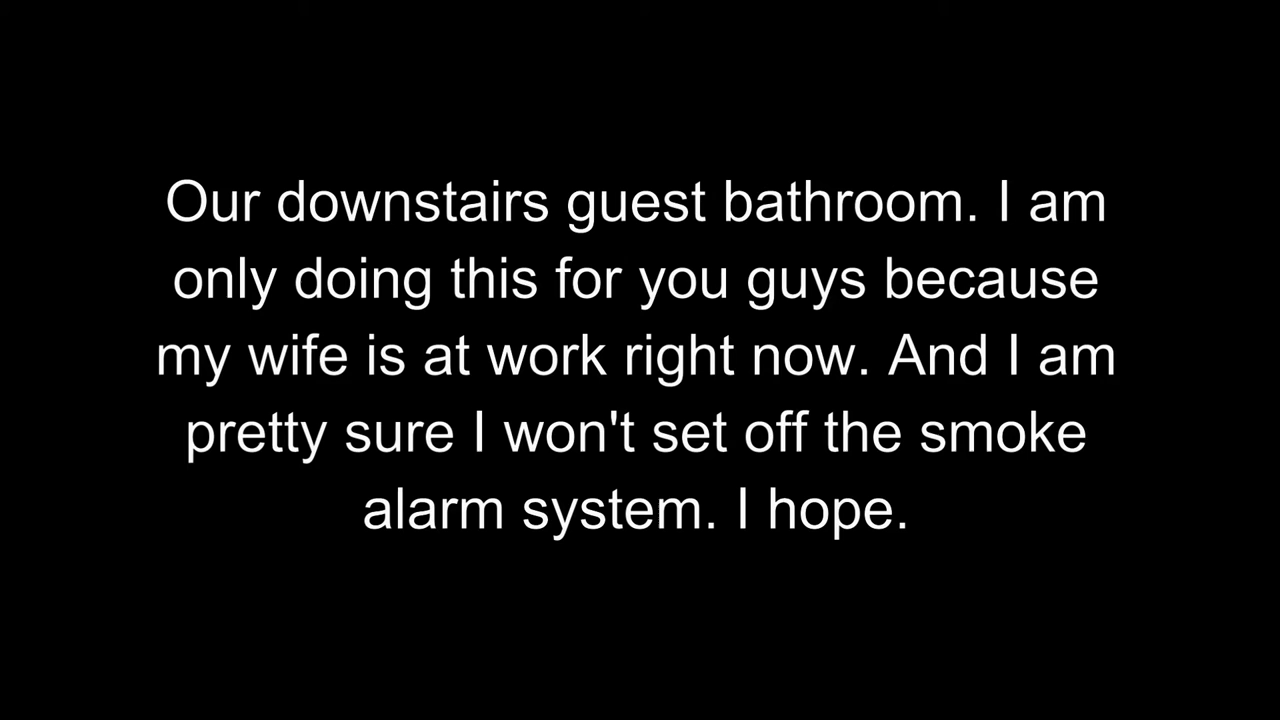 Our downstairs guest bathroom. I am
only doing this for you guys because
my wife is at work right now. And I am
pretty sure I won't set off the smoke
alarm system. I hope.